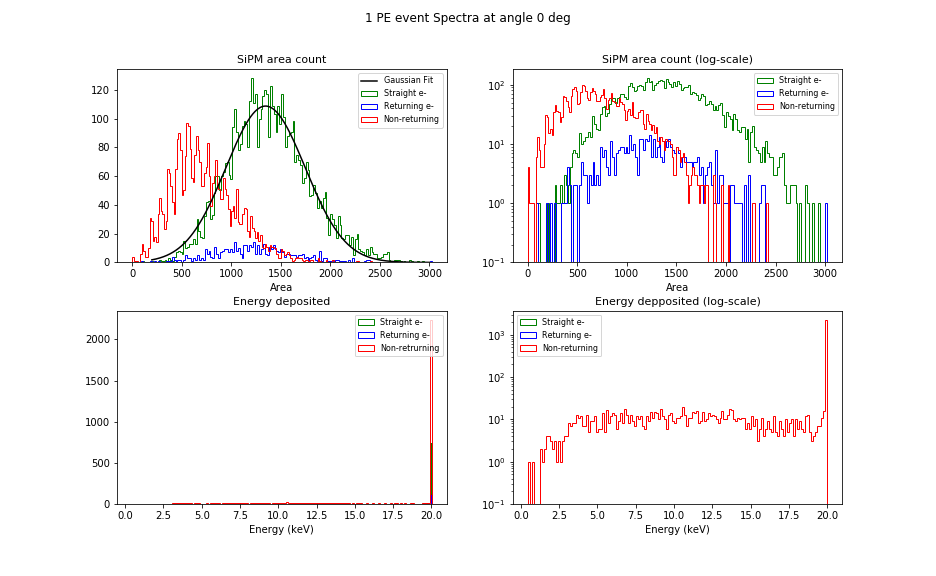 1 PE event Spectra at angle 0 deg
SiPM area count
Gaussian Fit
Straight e-
Returning e-
Non-returning
120
100
80
60
40
20
0
0 500 1000 1500 2000 2500 3000
Area
SiPM area count (log-scale)
Straight e-
Returning e-
Non-returning
10²
10¹
10⁰
10⁻¹
0 500 1000 1500 2000 2500 3000
Area
Energy deposited
Straight e-
Returning e-
Non-retrurning
2000
1500
1000
500
0
0.0 2.5 5.0 7.5 10.0 12.5 15.0 17.5 20.0
Energy (keV)
Energy depposited (log-scale)
Straight e-
Returning e-
Non-returning
10³
10²
10¹
10⁰
10⁻¹
0.0 2.5 5.0 7.5 10.0 12.5 15.0 17.5 20.0
Energy (keV)